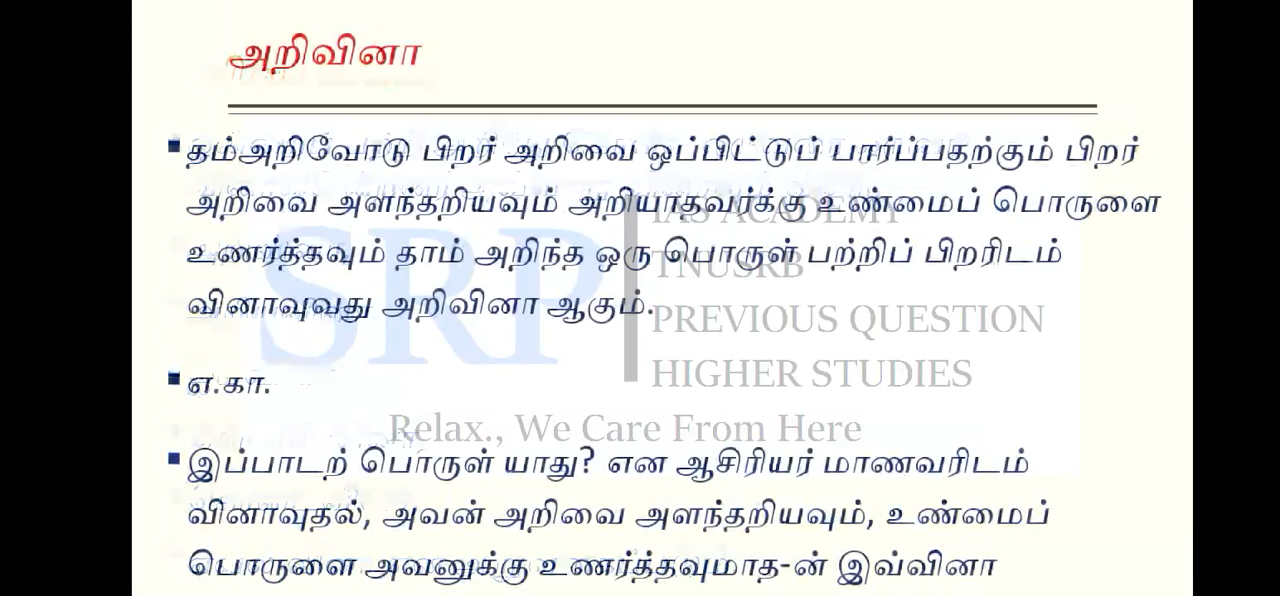 அறிவினா
தம்அறிவோடு பிறர் அறிவை ஒப்பிட்டுப் பார்ப்பதற்கும் பிறர்
அறிவை அளந்தறியவும் அறியாதவர்க்கு உண்மைப் பொருளை
உணர்த்தவும் தாம் அறிந்த ஒரு பொருள் பற்றிப் பிறரிடம்
வினாவுவது அறிவினா ஆகும்.
எ.கா.
இப்பாடற் பொருள் யாது? என ஆசிரியர் மாணவரிடம்
வினாவுதல், அவன் அறிவை அளந்தறியவும், உண்மைப்
பொருளை அவனுக்கு உணர்த்தவுமாத-ன் இவ்வினா
SRP
IAS ACADEMY
TNUSRB
PREVIOUS QUESTION
HIGHER STUDIES
Relax., We Care From Here